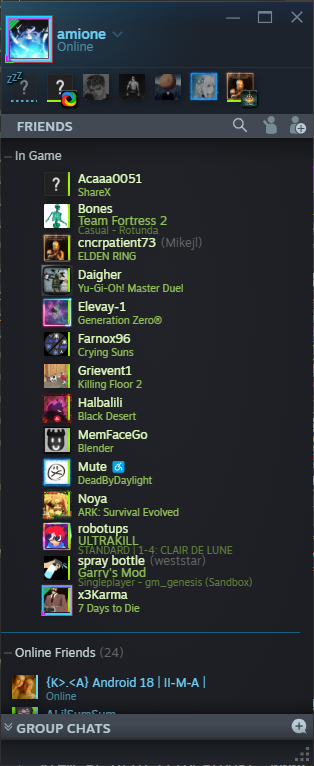 amione
Online
zzz
?
?
FRIENDS
In Game
?
Acaaa0051
ShareX
Bones
Team Fortress 2
Casual - Rotunda
cncrpatient73 (Mikejl)
ELDEN RING
Daigher
Yu-Gi-Oh! Master Duel
Elevay-1
Generation Zero®
Farnox96
Crying Suns
Grievent1
Killing Floor 2
Halbalili
Black Desert
MemFaceGo
Blender
Mute
DeadByDaylight
Noya
ARK: Survival Evolved
robotups
ULTRAKILL
STANDARD | 1-4: CLAIR DE LUNE
spray bottle (weststar)
Garry's Mod
Singleplayer - gm_genesis (Sandbox)
x3Karma
7 Days to Die
Online Friends (24)
{K>.<A} Android 18 | II-M-A |
Online
GROUP CHATS